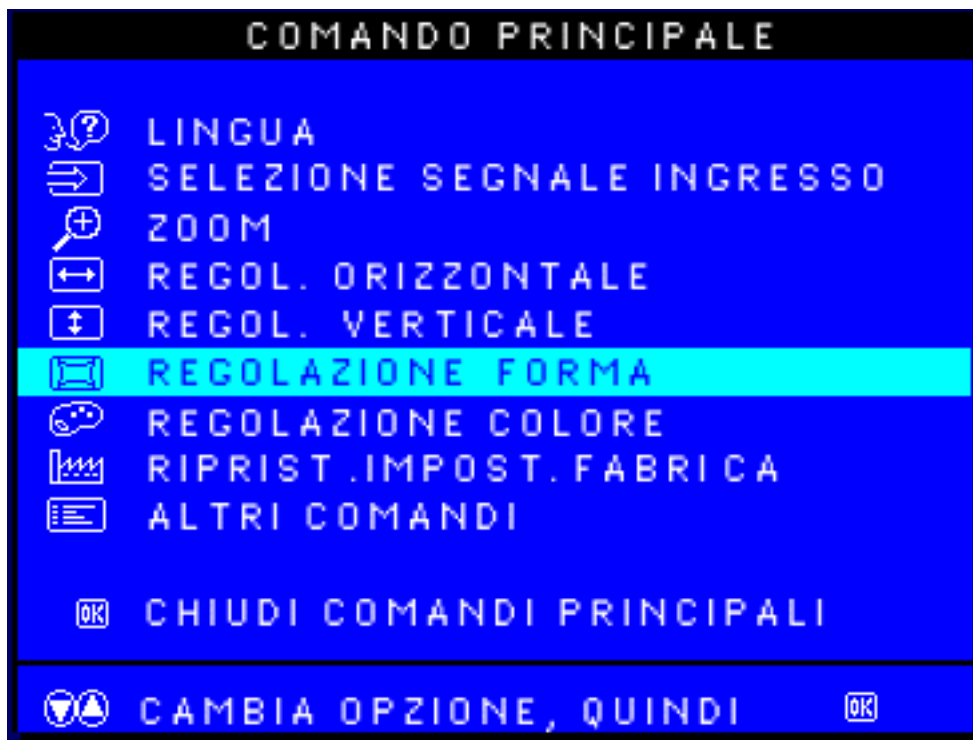 COMANDO PRINCIPALE
LINGUA
SELEZIONE SEGNALE INGRESSO
ZOOM
REGOL. ORIZZONTALE
REGOL. VERTICALE
REGOLAZIONE FORMA
REGOLAZIONE COLORE
RIPRIST.IMPOST.FABRICA
ALTRI COMANDI
OK CHIUDI COMANDI PRINCIPALI
CAMBIA OPZIONE, QUINDI OK